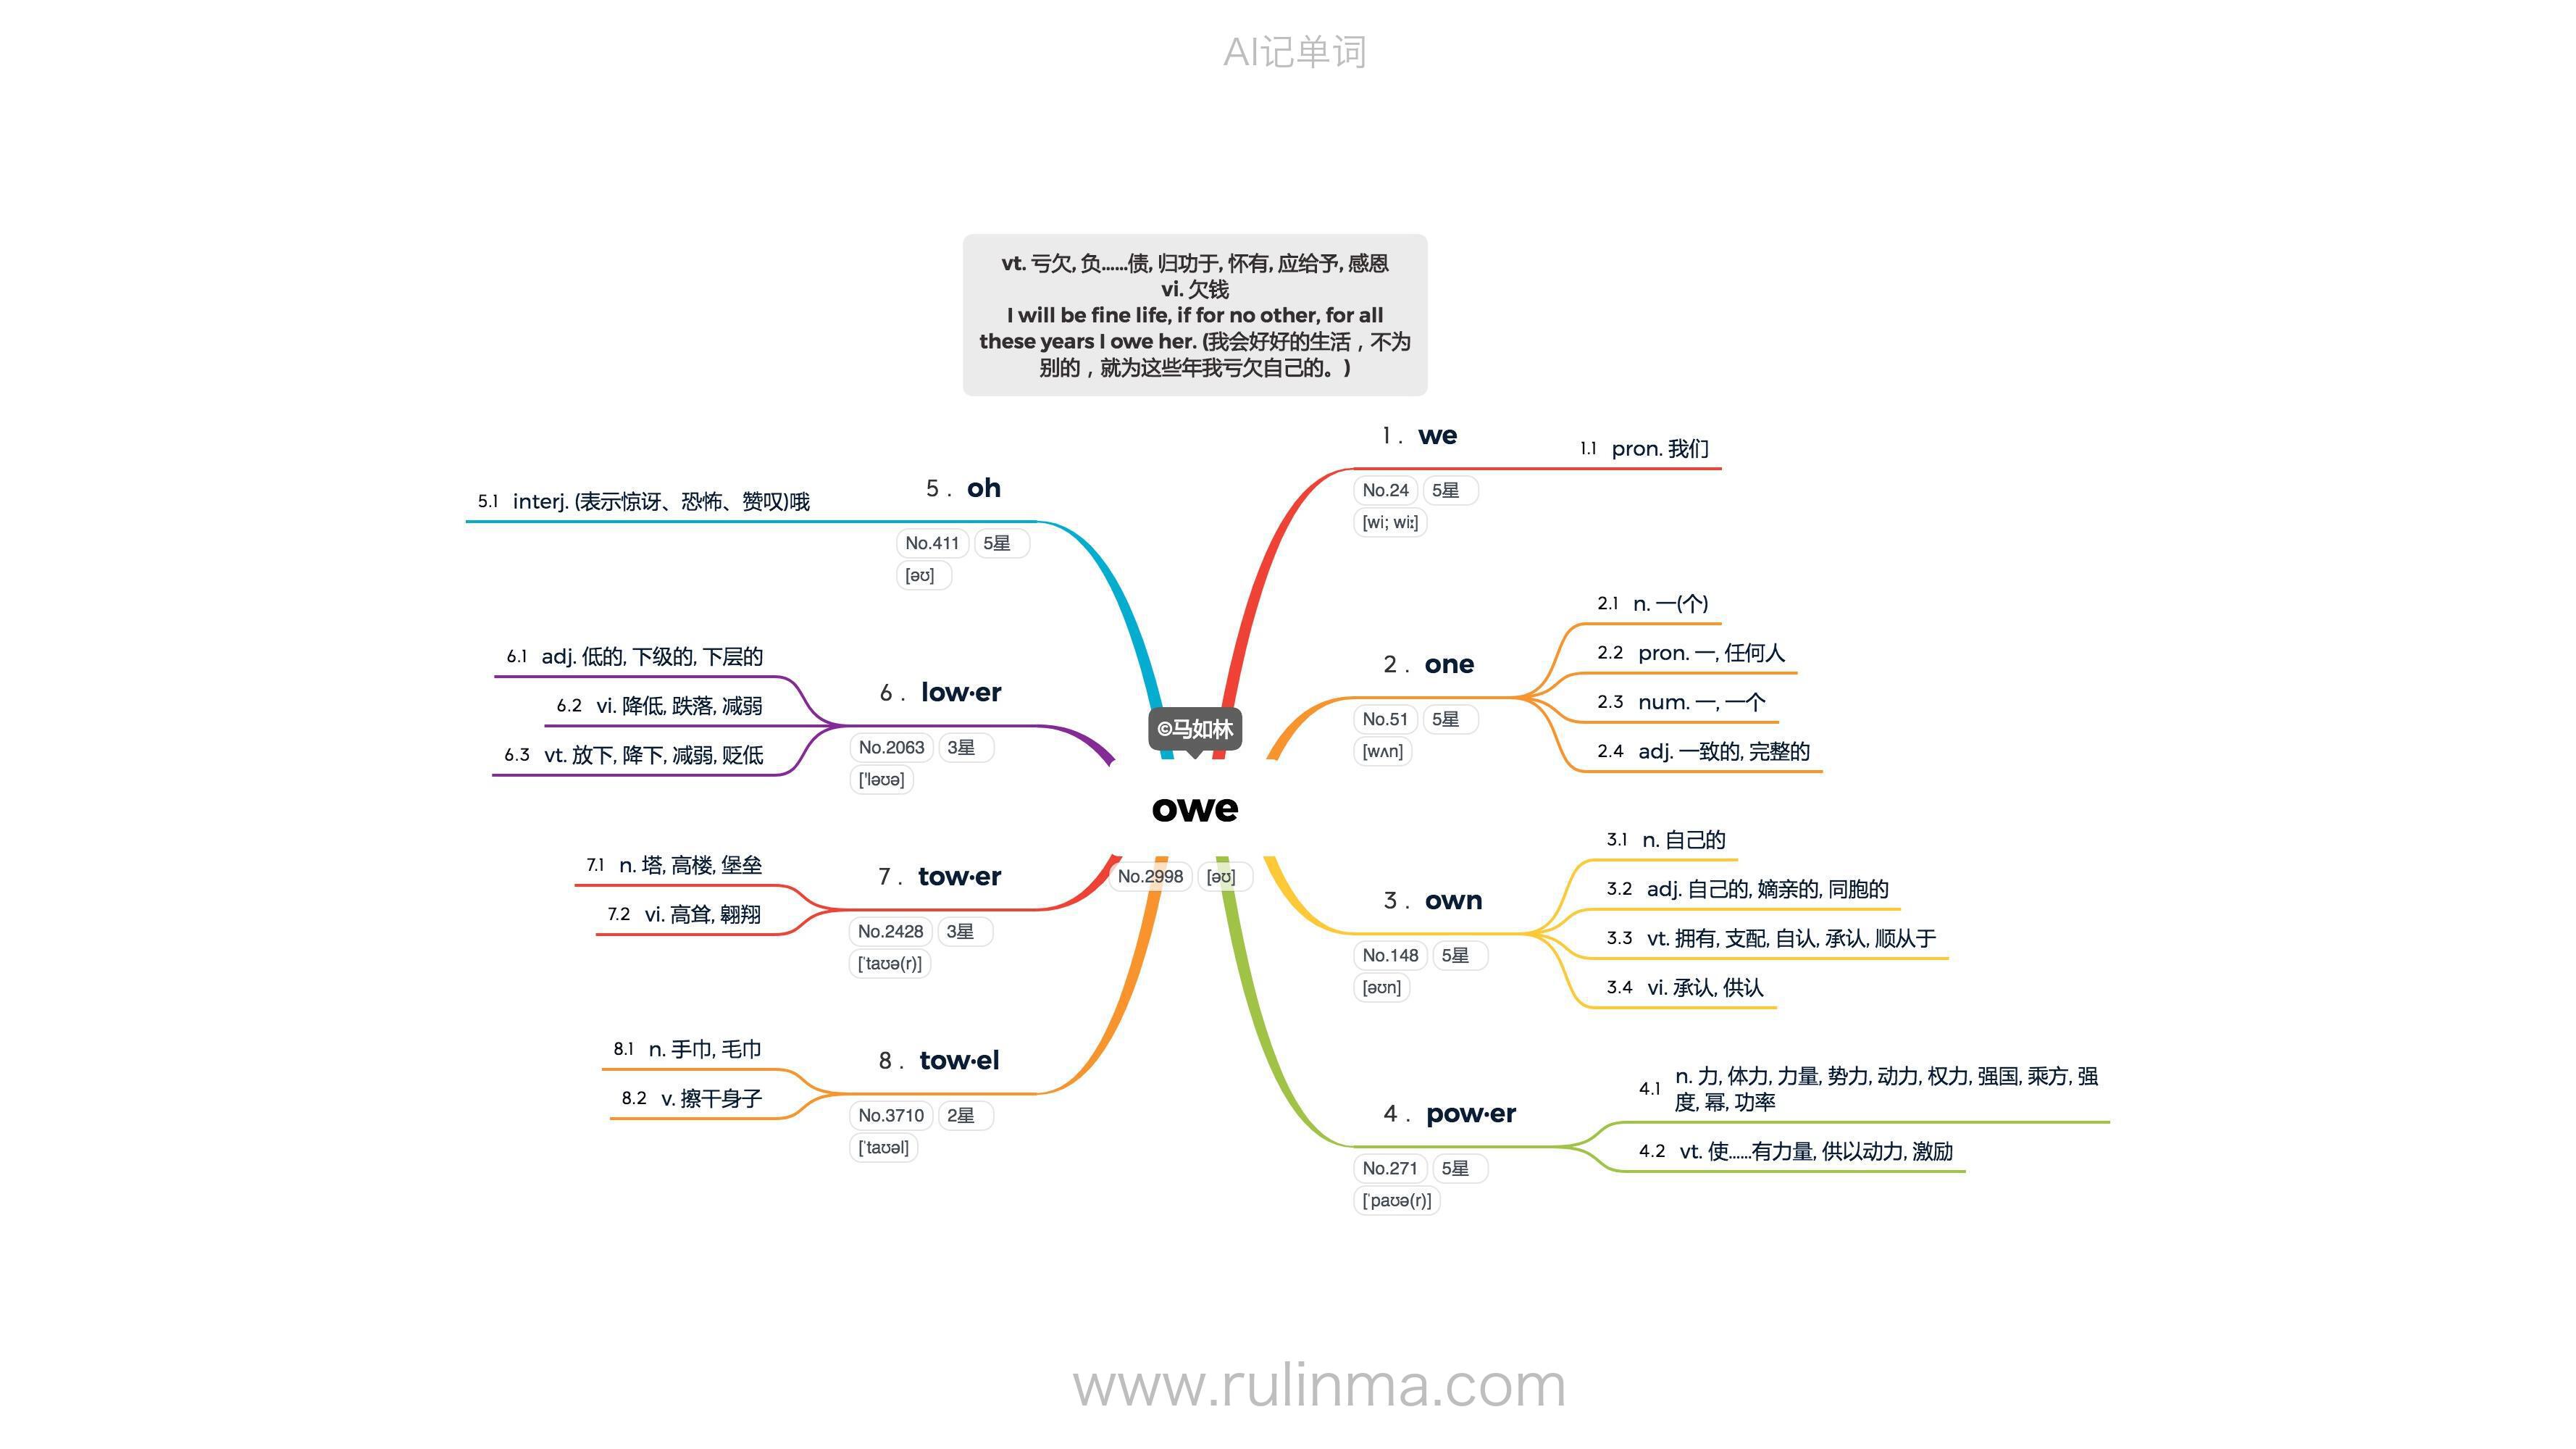 AI记单词
vt. 亏欠, 负……债, 归功于, 怀有, 应给予, 感恩
vi. 欠钱
I will be fine life, if for no other, for all
these years I owe her. (我会好好的生活，不为
别的，就为这些年我亏欠自己的。)
©马如林
owe
No.2998 [əʊ]
1 . we
No.24 5星
[wi; wiː]
1.1 pron. 我们
2 . one
No.51 5星
[wʌn]
2.1 n. 一(个)
2.2 pron. 一, 任何人
2.3 num. 一, 一个
2.4 adj. 一致的, 完整的
3 . own
No.148 5星
[əʊn]
3.1 n. 自己的
3.2 adj. 自己的, 嫡亲的, 同胞的
3.3 vt. 拥有, 支配, 自认, 承认, 顺从于
3.4 vi. 承认, 供认
4 . pow·er
No.271 5星
[ˈpaʊə(r)]
4.1 n. 力, 体力, 力量, 势力, 动力, 权力, 强国, 乘方, 强
度, 幂, 功率
4.2 vt. 使……有力量, 供以动力, 激励
5 . oh
No.411 5星
[əʊ]
5.1 interj. (表示惊讶、恐怖、赞叹)哦
6 . low·er
No.2063 3星
['ləʊə]
6.1 adj. 低的, 下级的, 下层的
6.2 vi. 降低, 跌落, 减弱
6.3 vt. 放下, 降下, 减弱, 贬低
7 . tow·er
No.2428 3星
[ˈtaʊə(r)]
7.1 n. 塔, 高楼, 堡垒
7.2 vi. 高耸, 翱翔
8 . tow·el
No.3710 2星
[ˈtaʊəl]
8.1 n. 手巾, 毛巾
8.2 v. 擦干身子
www.rulinma.com